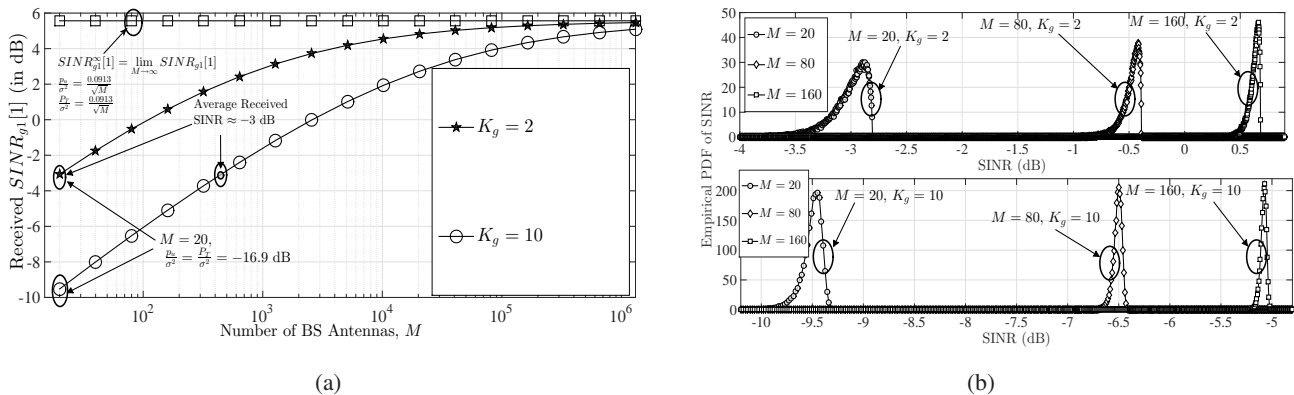 6
4
2
0
-2
-4
-6
-8
-10
Received SINR_{g1}[1] (in dB)
SINR^∞_{g1}[1] = lim_{M→∞} SINR_{g1}[1]
p_u/σ² = 0.0913/√M
P_T/σ² = 0.0913/√M
Average Received
SINR ≈ −3 dB
K_g = 2
K_g = 10
M = 20,
p_u/σ² = P_T/σ² = −16.9 dB
10^2
10^3
10^4
10^5
10^6
Number of BS Antennas, M
(a)
Empirical PDF of SINR
50
40
30
20
10
0
M = 20
M = 80
M = 160
M = 20, K_g = 2
M = 80, K_g = 2
M = 160, K_g = 2
-4
-3.5
-3
-2.5
-2
-1.5
-1
-0.5
0
0.5
SINR (dB)
200
150
100
50
0
M = 20
M = 80
M = 160
M = 20, K_g = 10
M = 80, K_g = 10
M = 160, K_g = 10
-10
-9.5
-9
-8.5
-8
-7.5
-7
-6.5
-6
-5.5
-5
SINR (dB)
(b)